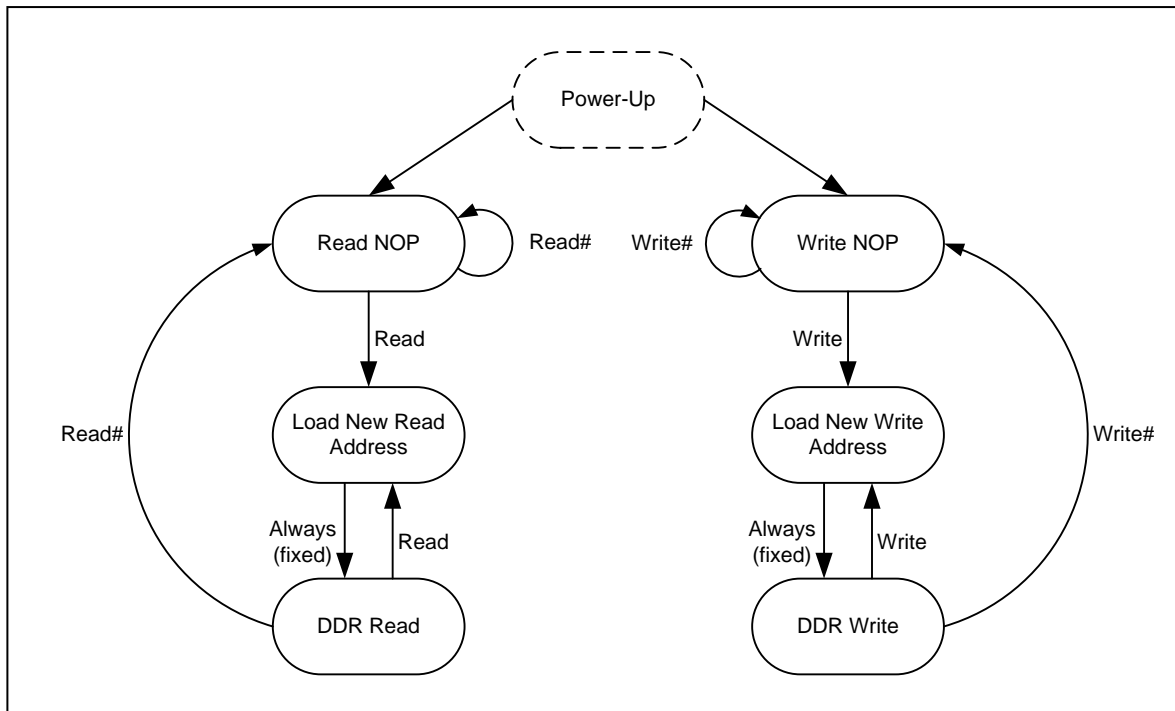 Power-Up
Read NOP
Read#
Write#
Write NOP
Read
Write
Load New Read
Address
Load New Write
Address
Read#
Write#
Always
(fixed)
Read
Always
(fixed)
Write
DDR Read
DDR Write